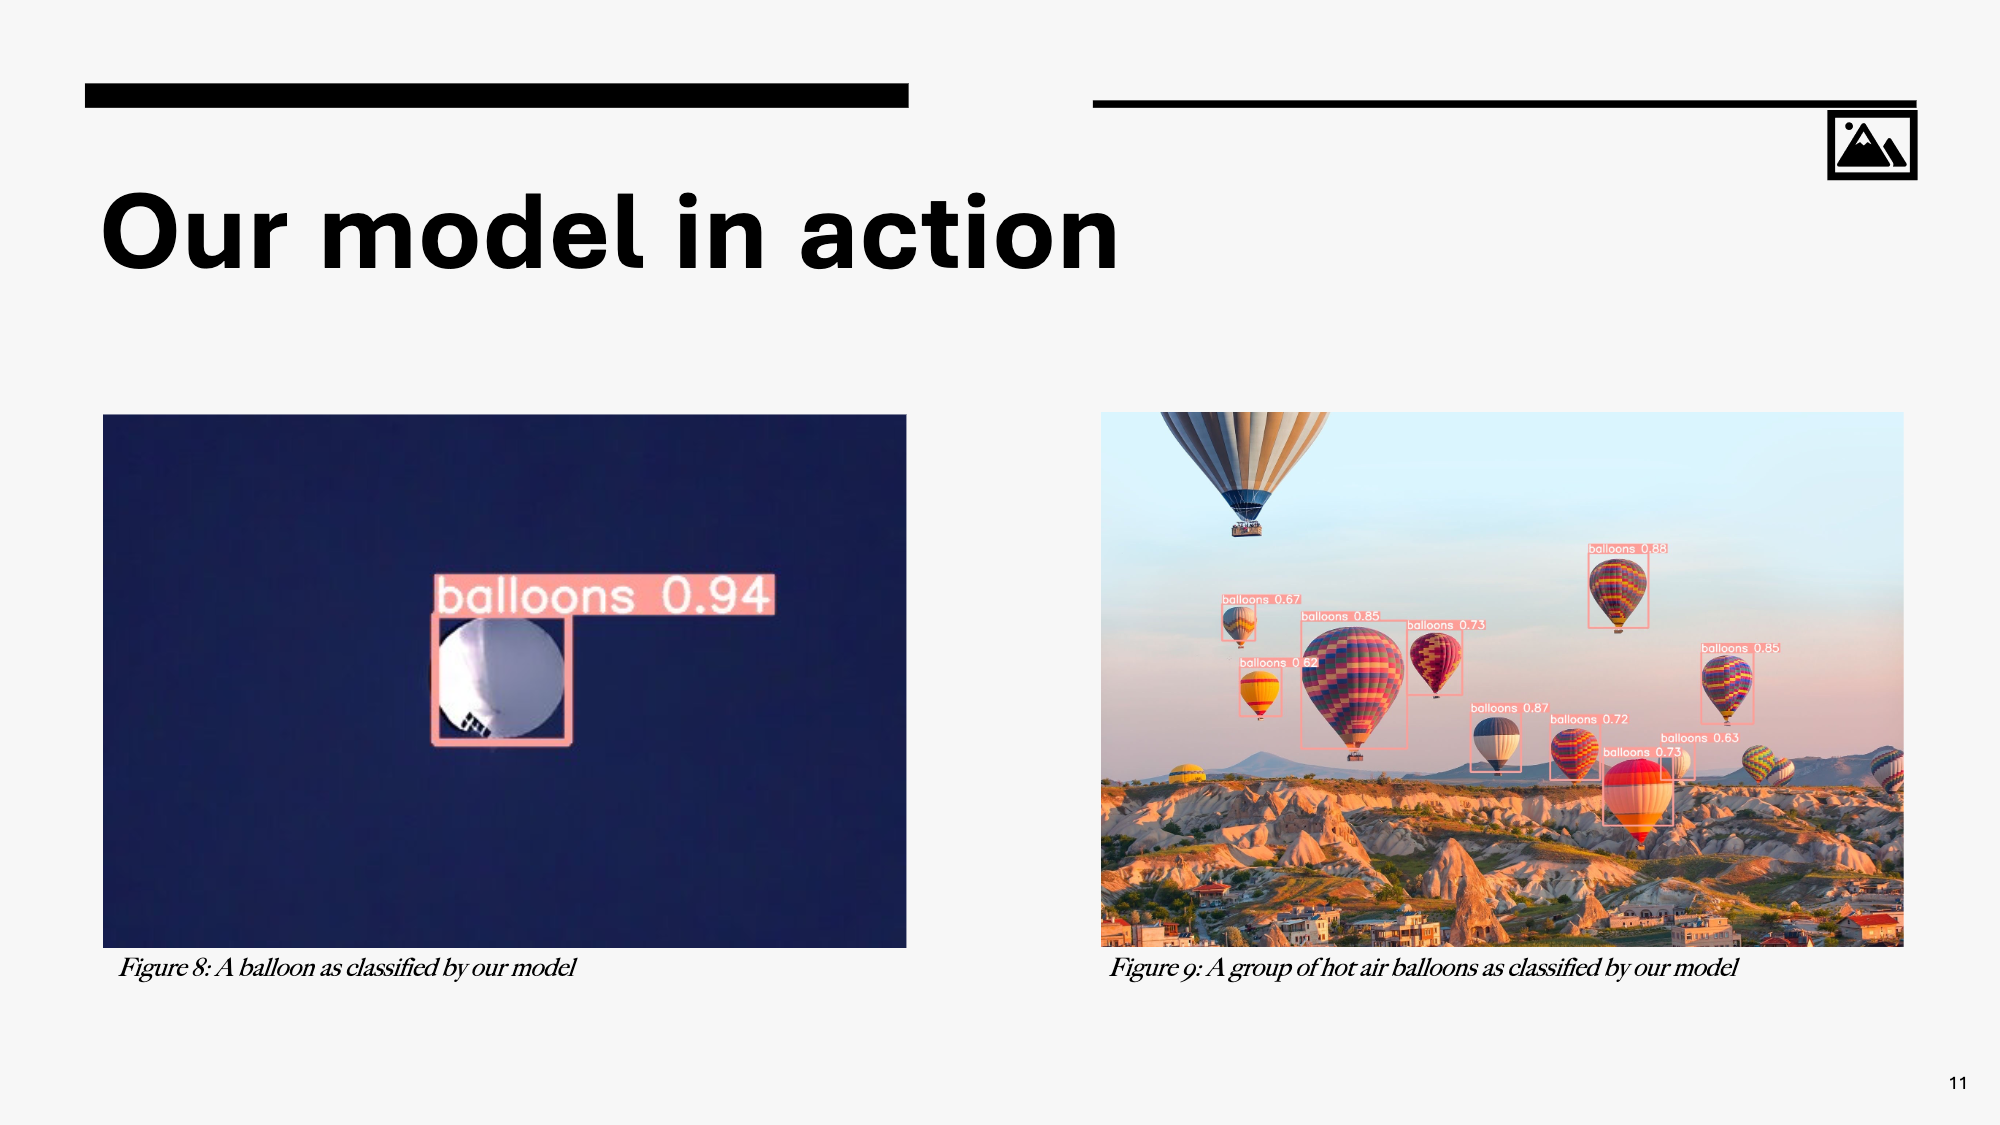 Our model in action
balloons 0.94
Figure 8: A balloon as classified by our model
balloons 0.88
balloons 0.67
balloons 0.85
balloons 0.73
balloons 0.85
balloons 0.62
balloons 0.87
balloons 0.72
balloons 0.63
balloons 0.73
Figure 9: A group of hot air balloons as classified by our model
11